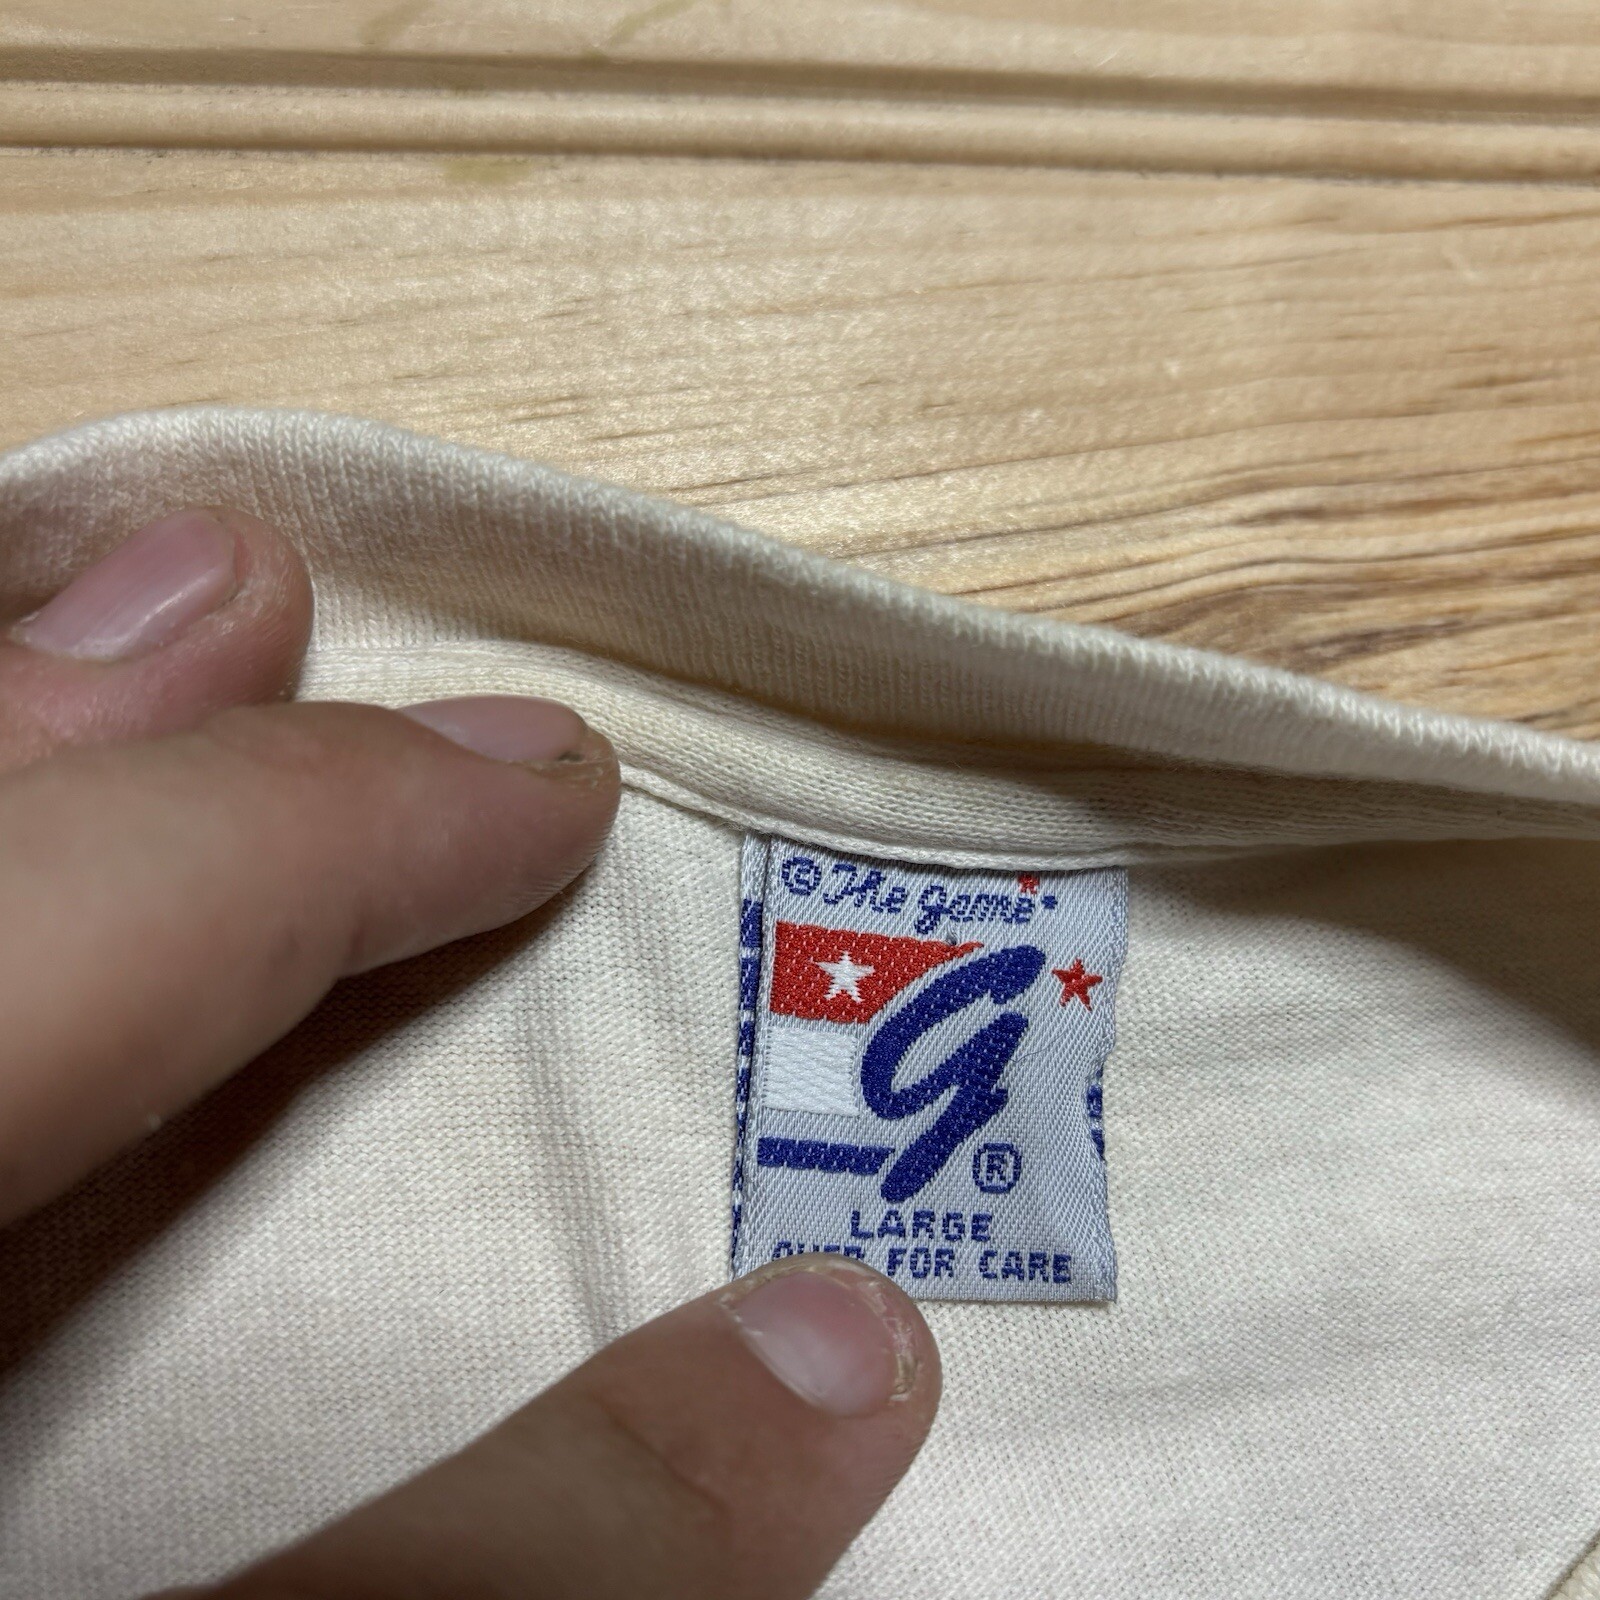 © The Game
G ®
LARGE
FOR CARE